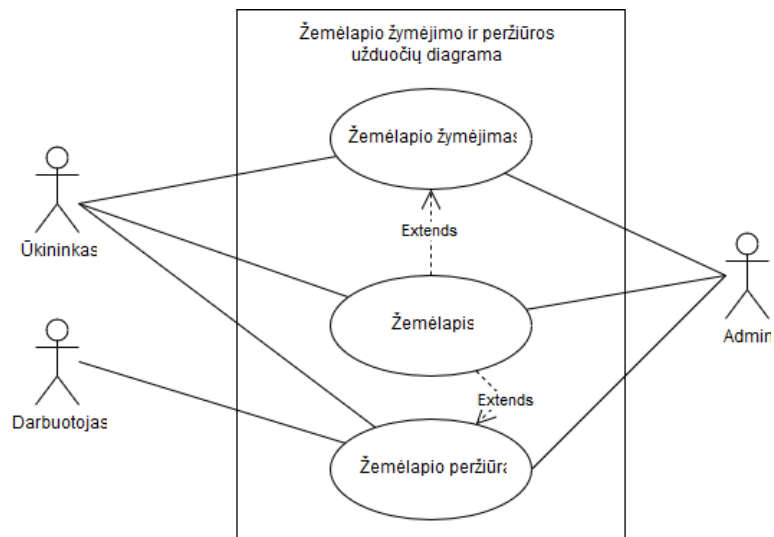 Žemėlapio žymėjimo ir peržiūros
užduočių diagrama
Žemėlapio žymėjimas
Ūkininkas
Extends
Žemėlapis
Admin
Extends
Darbuotojas
Žemėlapio peržiūra